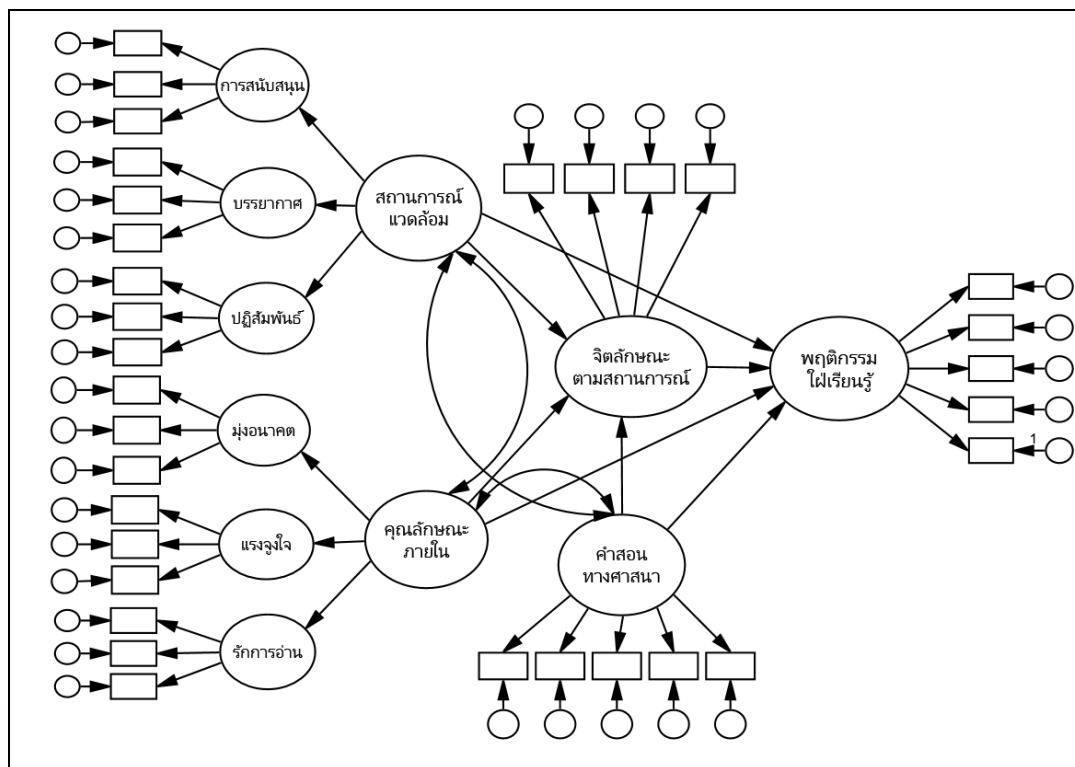 การสนับสนุน
บรรยากาศ
ปฏิสัมพันธ์
มุ่งอนาคต
แรงจูงใจ
รักการอ่าน
สถานการณ์
แวดล้อม
คุณลักษณะ
ภายใน
จิตลักษณะ
ตามสถานการณ์
คำสอน
ทางศาสนา
พฤติกรรม
ใฝ่เรียนรู้
1